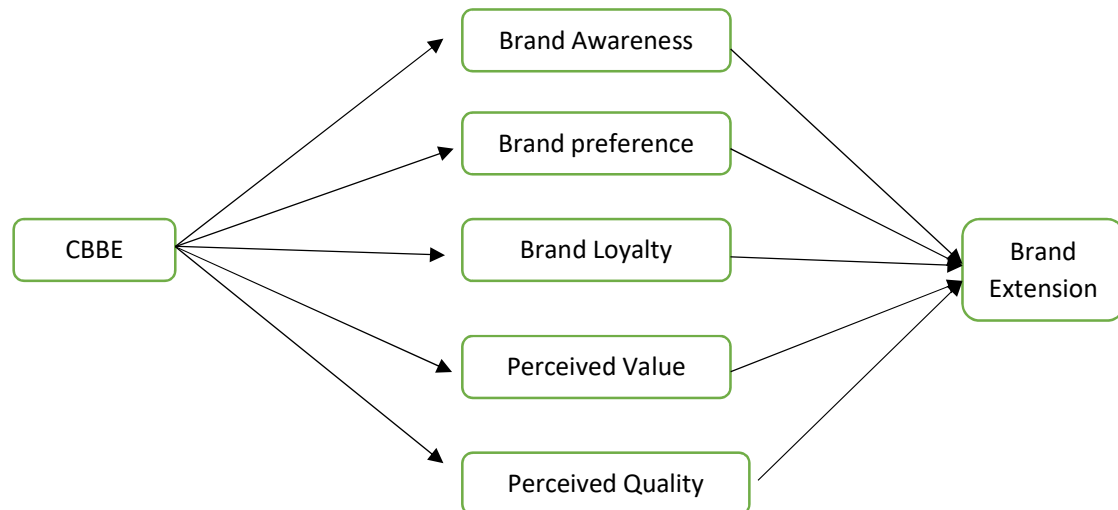 Brand Awareness
Brand preference
CBBE
Brand Loyalty
Brand
Extension
Perceived Value
Perceived Quality